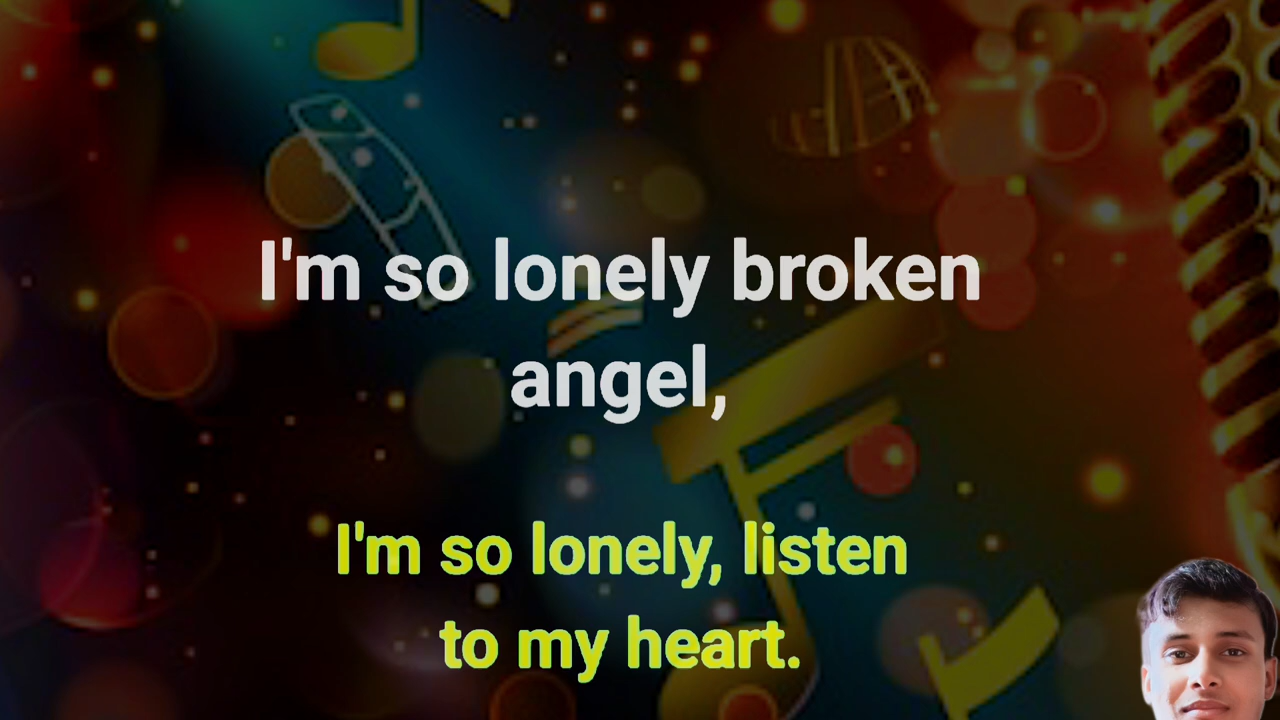 I'm so lonely broken
angel,
I'm so lonely, listen
to my heart.